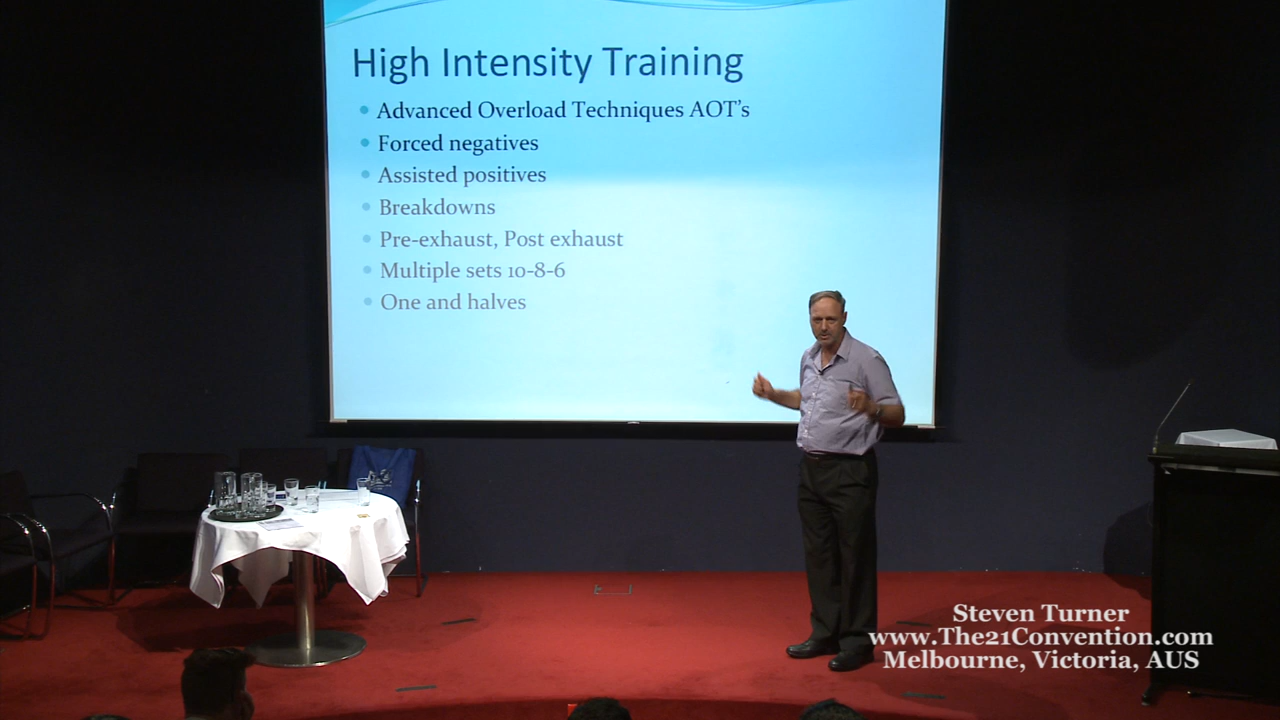 High Intensity Training
Advanced Overload Techniques AOT's
Forced negatives
Assisted positives
Breakdowns
Pre-exhaust, Post exhaust
Multiple sets 10-8-6
One and halves
Steven Turner
www.The21Convention.com
Melbourne, Victoria, AUS